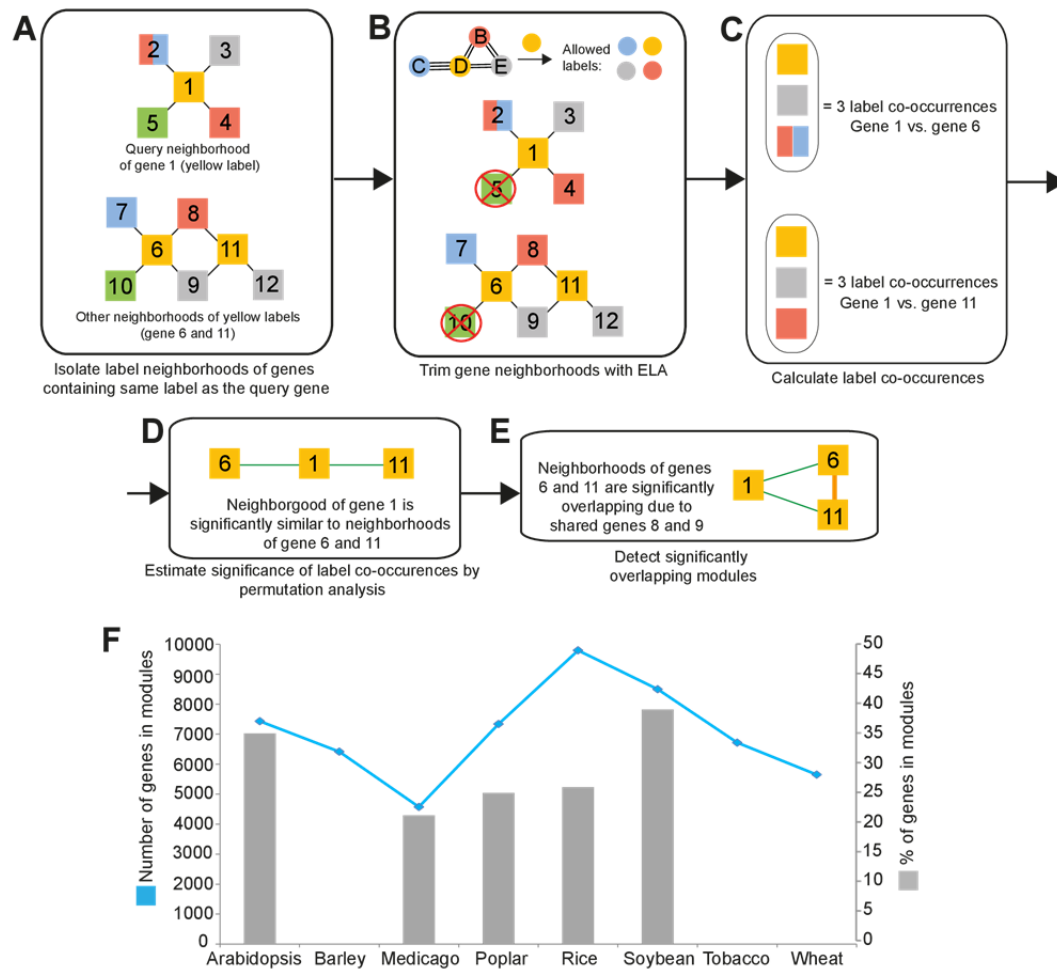 A
2
3
1
5
4
Query neighborhood
of gene 1 (yellow label)
7
8
6
11
10
9
12
Other neighborhoods of yellow labels
(gene 6 and 11)
Isolate label neighborhoods of genes
containing same label as the query gene
B
B
C
D
E
Allowed
labels:
2
3
1
5
4
7
8
6
11
10
9
12
Trim gene neighborhoods with ELA
C
= 3 label co-occurrences
Gene 1 vs. gene 6
= 3 label co-occurrences
Gene 1 vs. gene 11
Calculate label co-occurences
D
6
1
11
Neighborgood of gene 1 is
significantly similar to neighborhoods
of gene 6 and 11
Estimate significance of label co-occurences by
permutation analysis
E
Neighborhoods of genes
6 and 11 are significantly
overlapping due to
shared genes 8 and 9
1
6
11
Detect significantly
overlapping modules
F
Number of genes in modules
10000
9000
8000
7000
6000
5000
4000
3000
2000
1000
0
50
45
40
35
30
25
20
15
10
5
0
% of genes in modules
Arabidopsis Barley Medicago Poplar Rice Soybean Tobacco Wheat